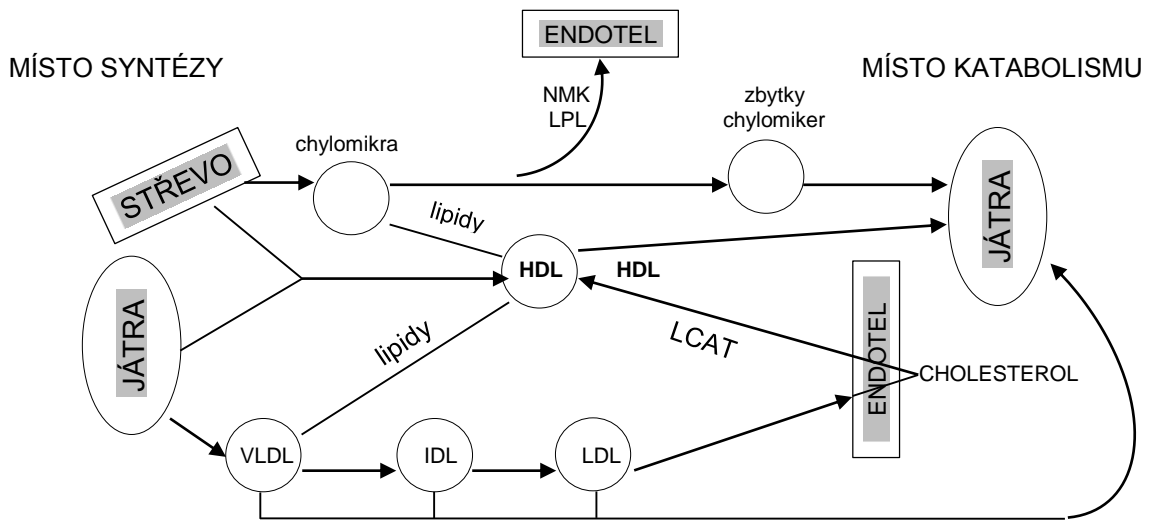 ENDOTEL
MÍSTO SYNTÉZY
MÍSTO KATABOLISMU
NMK
LPL
zbytky
chylomiker
chylomikra
STŘEVO
lipidy
JÁTRA
HDL
HDL
JÁTRA
lipidy
LCAT
ENDOTEL
CHOLESTEROL
VLDL
IDL
LDL